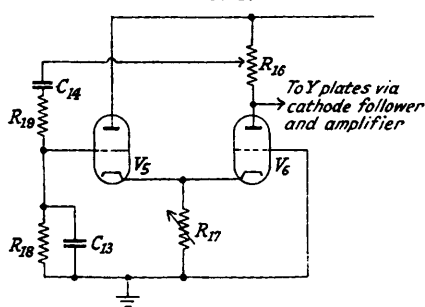 R16
C14
To Y plates via
cathode follower
and amplifier
R19
V5
V6
R17
R18
C13